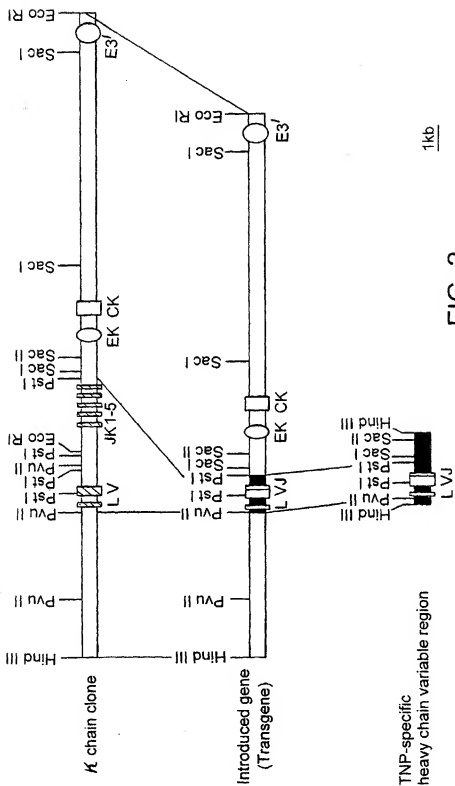 Hind III
Pvu II
Pvu II
Pst I
Pst I
Pvu II
Pst I
Eco RI
Pst I
Sac I
Sac II
Sac I
Sac I
Eco RI
L V
JK1-5
EK CK
E3'
K chain clone
Hind III
Pvu II
Pvu II
Pst I
Pst I
Sac I
Sac II
Sac I
Sac I
Eco RI
L VJ
EK CK
E3'
Introduced gene
(Transgene)
Hind III
Pvu II
Pst I
Pst I
Sac I
Sac II
Hind III
L VJ
TNP-specific
heavy chain variable region
1kb
FIG.